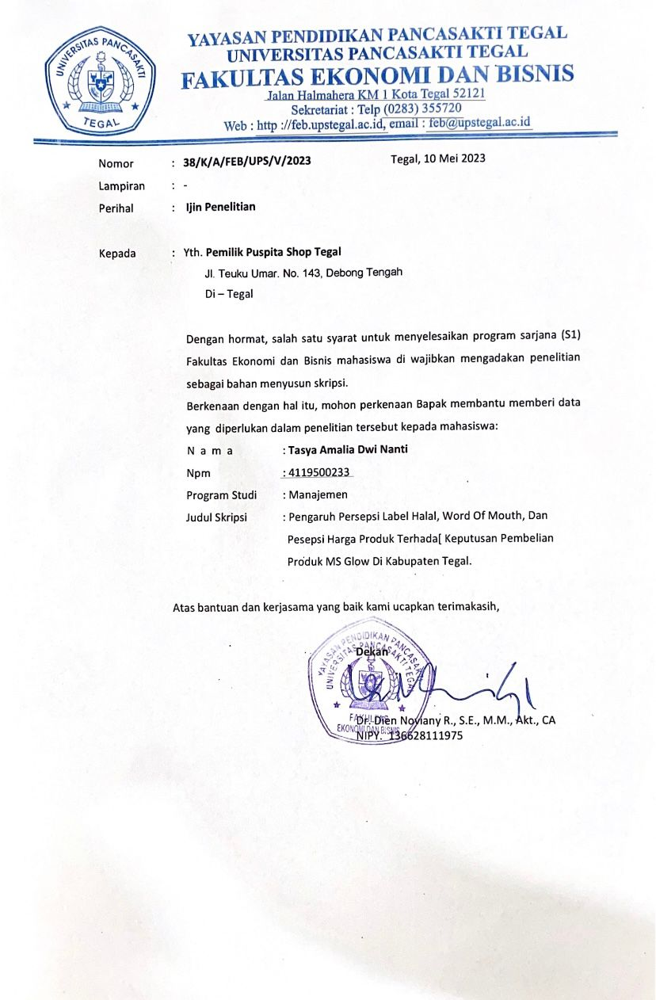 UNIVERSITAS PANCASAKTI
TEGAL
YAYASAN PENDIDIKAN PANCASAKTI TEGAL
UNIVERSITAS PANCASAKTI TEGAL
FAKULTAS EKONOMI DAN BISNIS
Jalan Halmahera KM 1 Kota Tegal 52121
Sekretariat : Telp (0283) 355720
Web : http ://feb.upstegal.ac.id, email : feb@upstegal.ac.id
Nomor : 38/K/A/FEB/UPS/V/2023 Tegal, 10 Mei 2023
Lampiran : -
Perihal : Ijin Penelitian
Kepada : Yth. Pemilik Puspita Shop Tegal
Jl. Teuku Umar. No. 143, Debong Tengah
Di – Tegal
Dengan hormat, salah satu syarat untuk menyelesaikan program sarjana (S1)
Fakultas Ekonomi dan Bisnis mahasiswa di wajibkan mengadakan penelitian
sebagai bahan menyusun skripsi.
Berkenaan dengan hal itu, mohon perkenaan Bapak membantu memberi data
yang diperlukan dalam penelitian tersebut kepada mahasiswa:
N a m a : Tasya Amalia Dwi Nanti
Npm : 4119500233
Program Studi : Manajemen
Judul Skripsi : Pengaruh Persepsi Label Halal, Word Of Mouth, Dan
Pesepsi Harga Produk Terhada[ Keputusan Pembelian
Produk MS Glow Di Kabupaten Tegal.
Atas bantuan dan kerjasama yang baik kami ucapkan terimakasih,
YAYASAN PENDIDIKAN PANCASAKTI
UNIVERSITAS PANCASAKTI TEGAL
Dekan
FAKULTAS
EKONOMI DAN BISNIS
Dr. Dien Noviany R., S.E., M.M., Akt., CA
NIPY. 136628111975